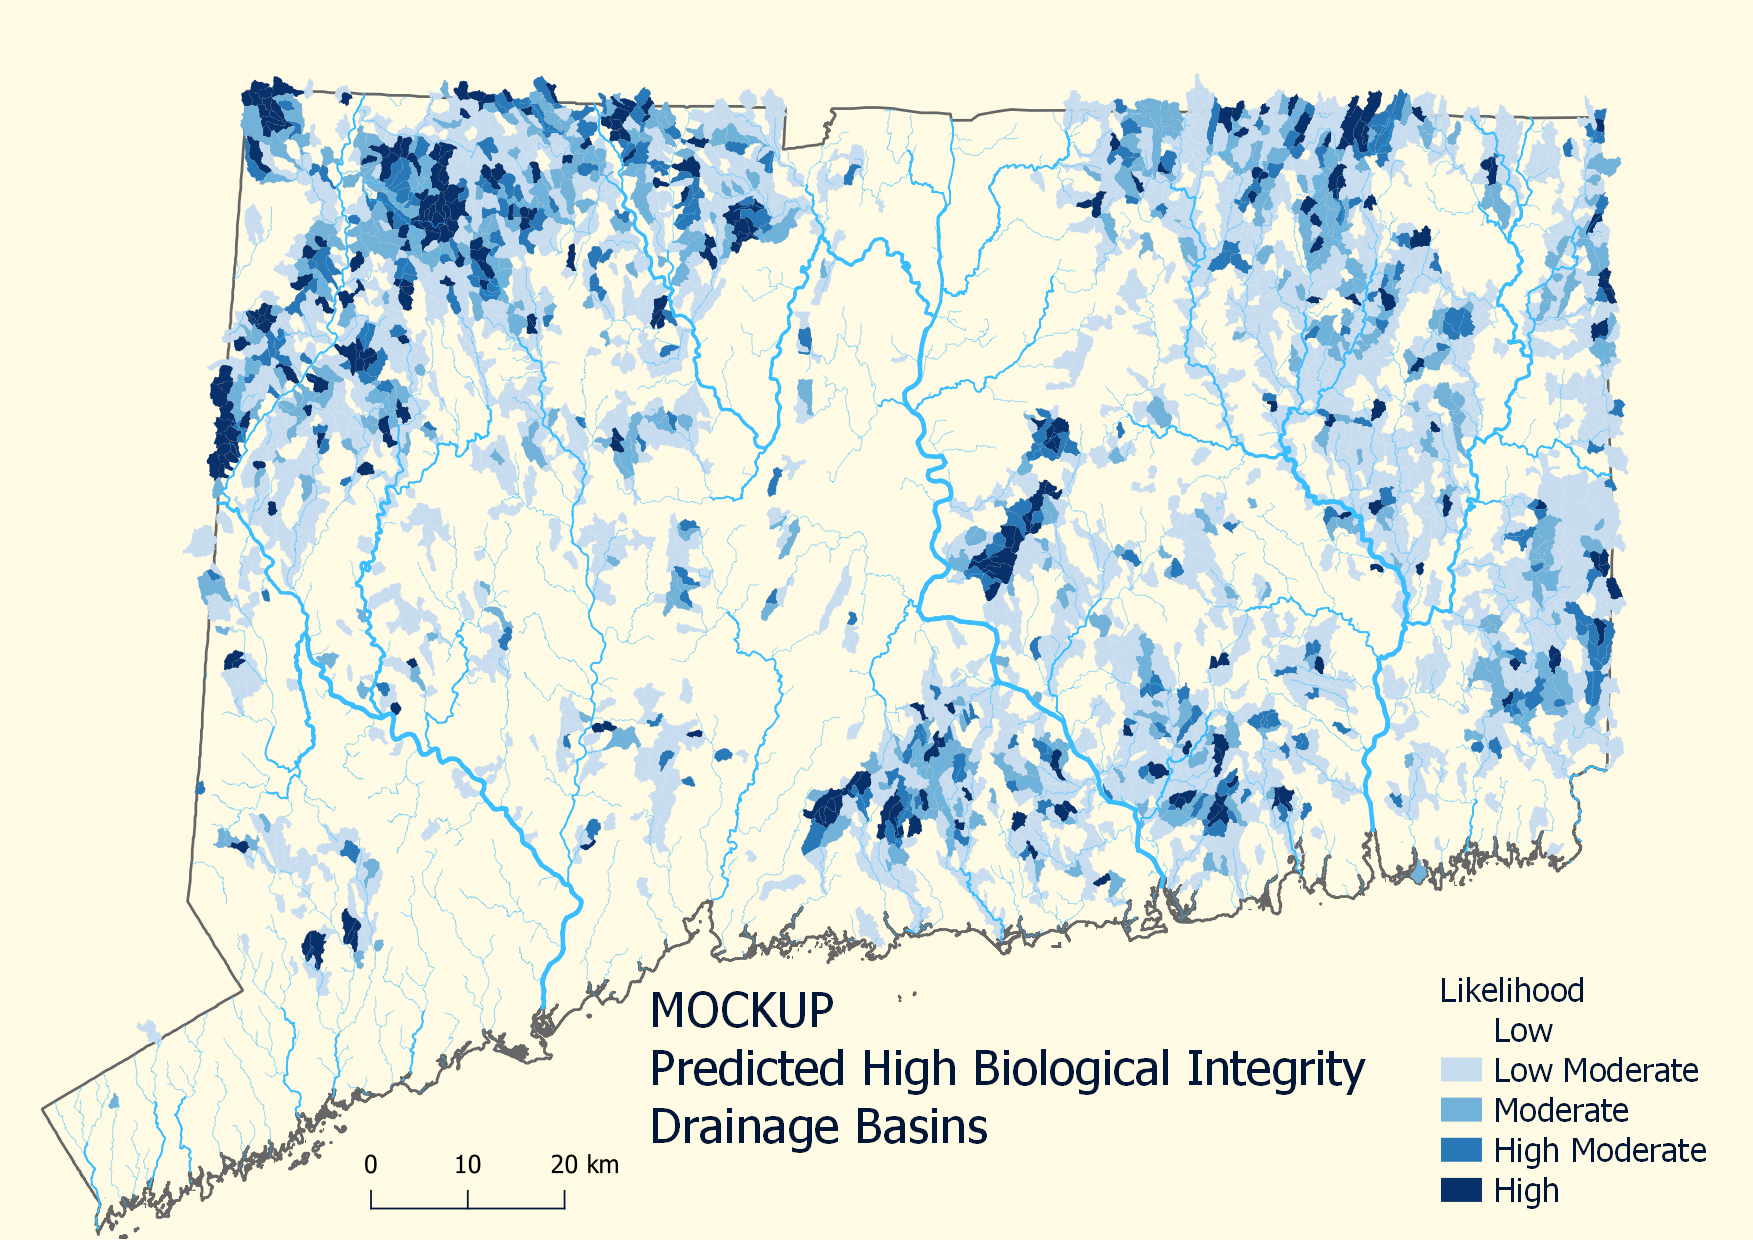 MOCKUP
Predicted High Biological Integrity
Drainage Basins
0 10 20 km
Likelihood
Low
Low Moderate
Moderate
High Moderate
High